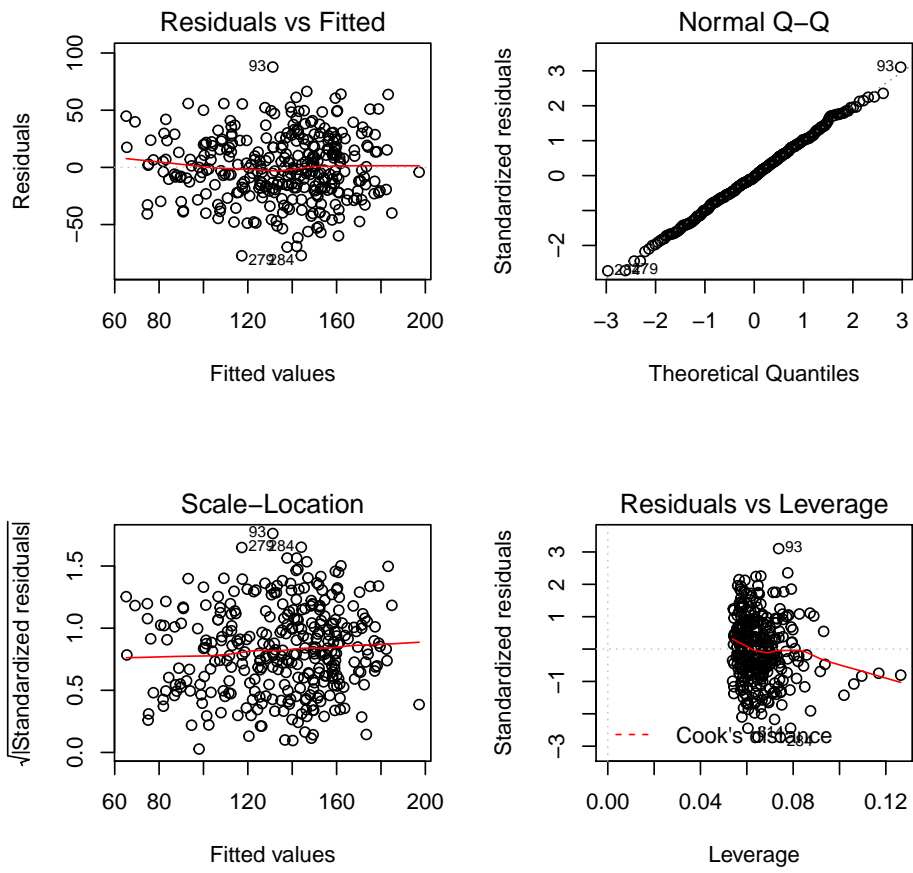 Residuals vs Fitted
Residuals
100
50
0
−50
93
279
284
60 80 120 160 200
Fitted values
Normal Q−Q
Standardized residuals
3
2
1
0
−2
93
284
279
−3 −2 −1 0 1 2 3
Theoretical Quantiles
Scale−Location
√|Standardized residuals|
1.5
1.0
0.5
0.0
93
279
284
60 80 120 160 200
Fitted values
Residuals vs Leverage
Standardized residuals
3
1
−1
−3
93
284
Cook's distance
0.00 0.04 0.08 0.12
Leverage